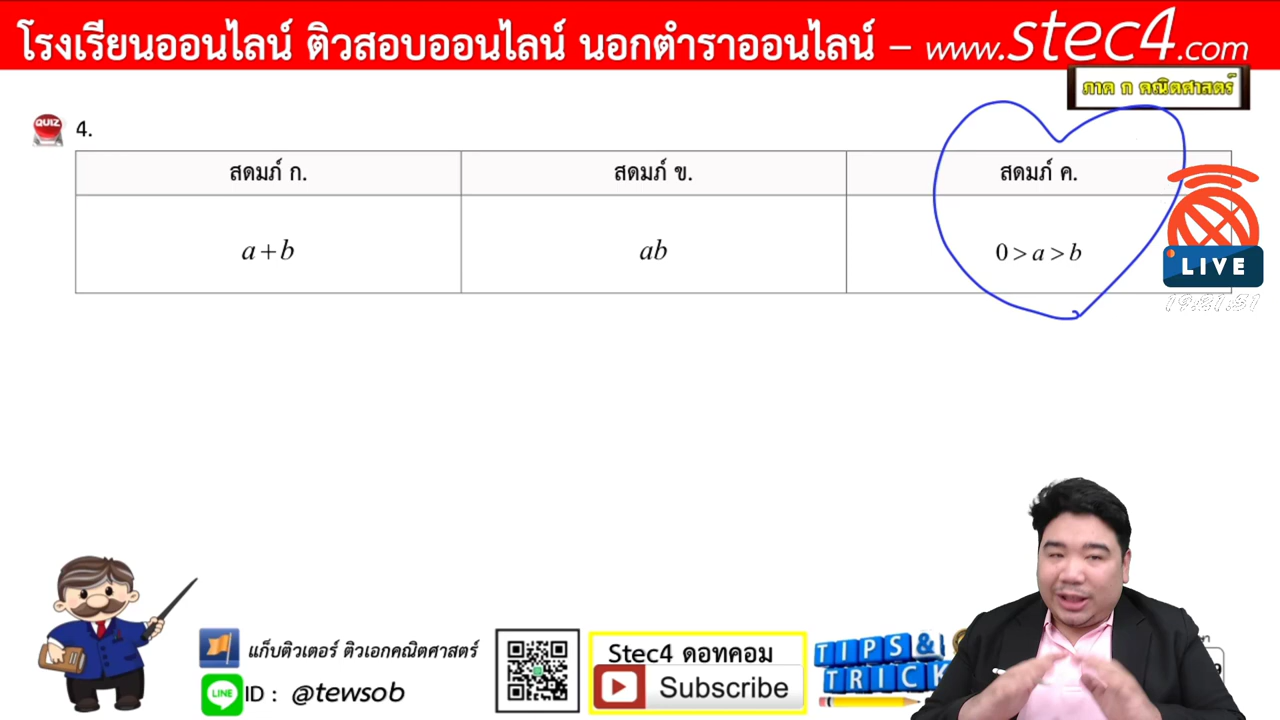 โรงเรียนออนไลน์ ติวสอบออนไลน์ นอกตำราออนไลน์ – www.stec4.com
ภาค ก คณิตศาสตร์
QUIZ
4.
สดมภ์ ก. สดมภ์ ข. สดมภ์ ค.
a+b ab 0>a>b
LIVE
19:21:31
แก็บติวเตอร์ ติวเอกคณิตศาสตร์
LINE ID : @tewsob
Stec4 ดอทคอม
Subscribe
TIPS&
TRICK